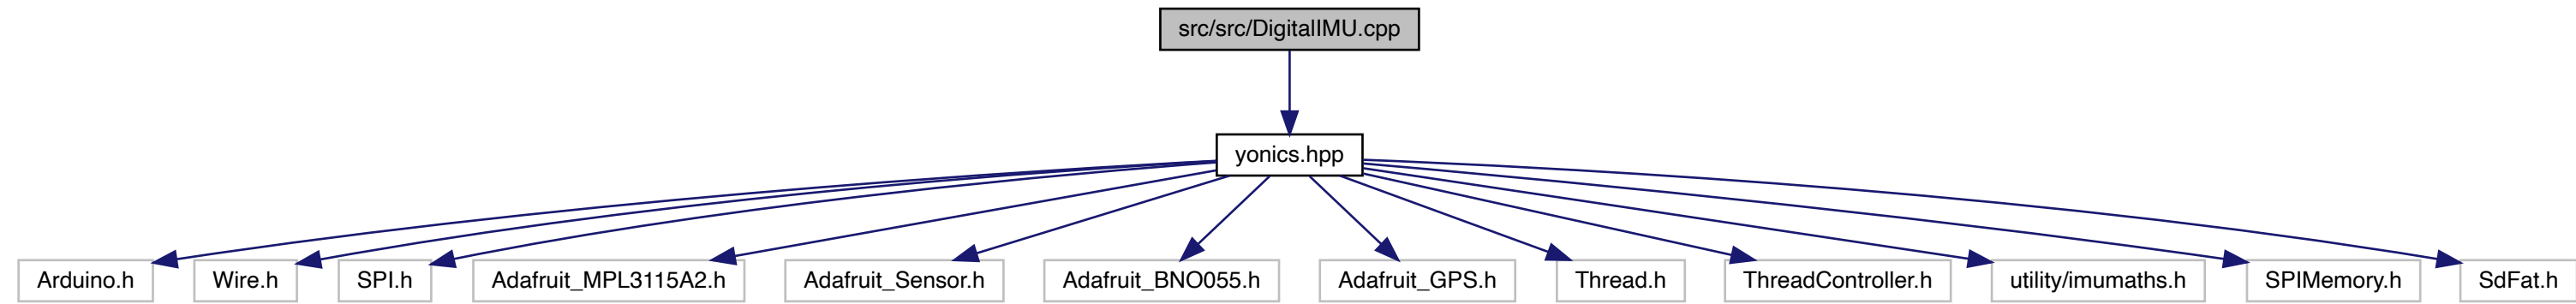 src/src/DigitalIMU.cpp
yonics.hpp
Arduino.h
Wire.h
SPI.h
Adafruit_MPL3115A2.h
Adafruit_Sensor.h
Adafruit_BNO055.h
Adafruit_GPS.h
Thread.h
ThreadController.h
utility/imumaths.h
SPIMemory.h
SdFat.h